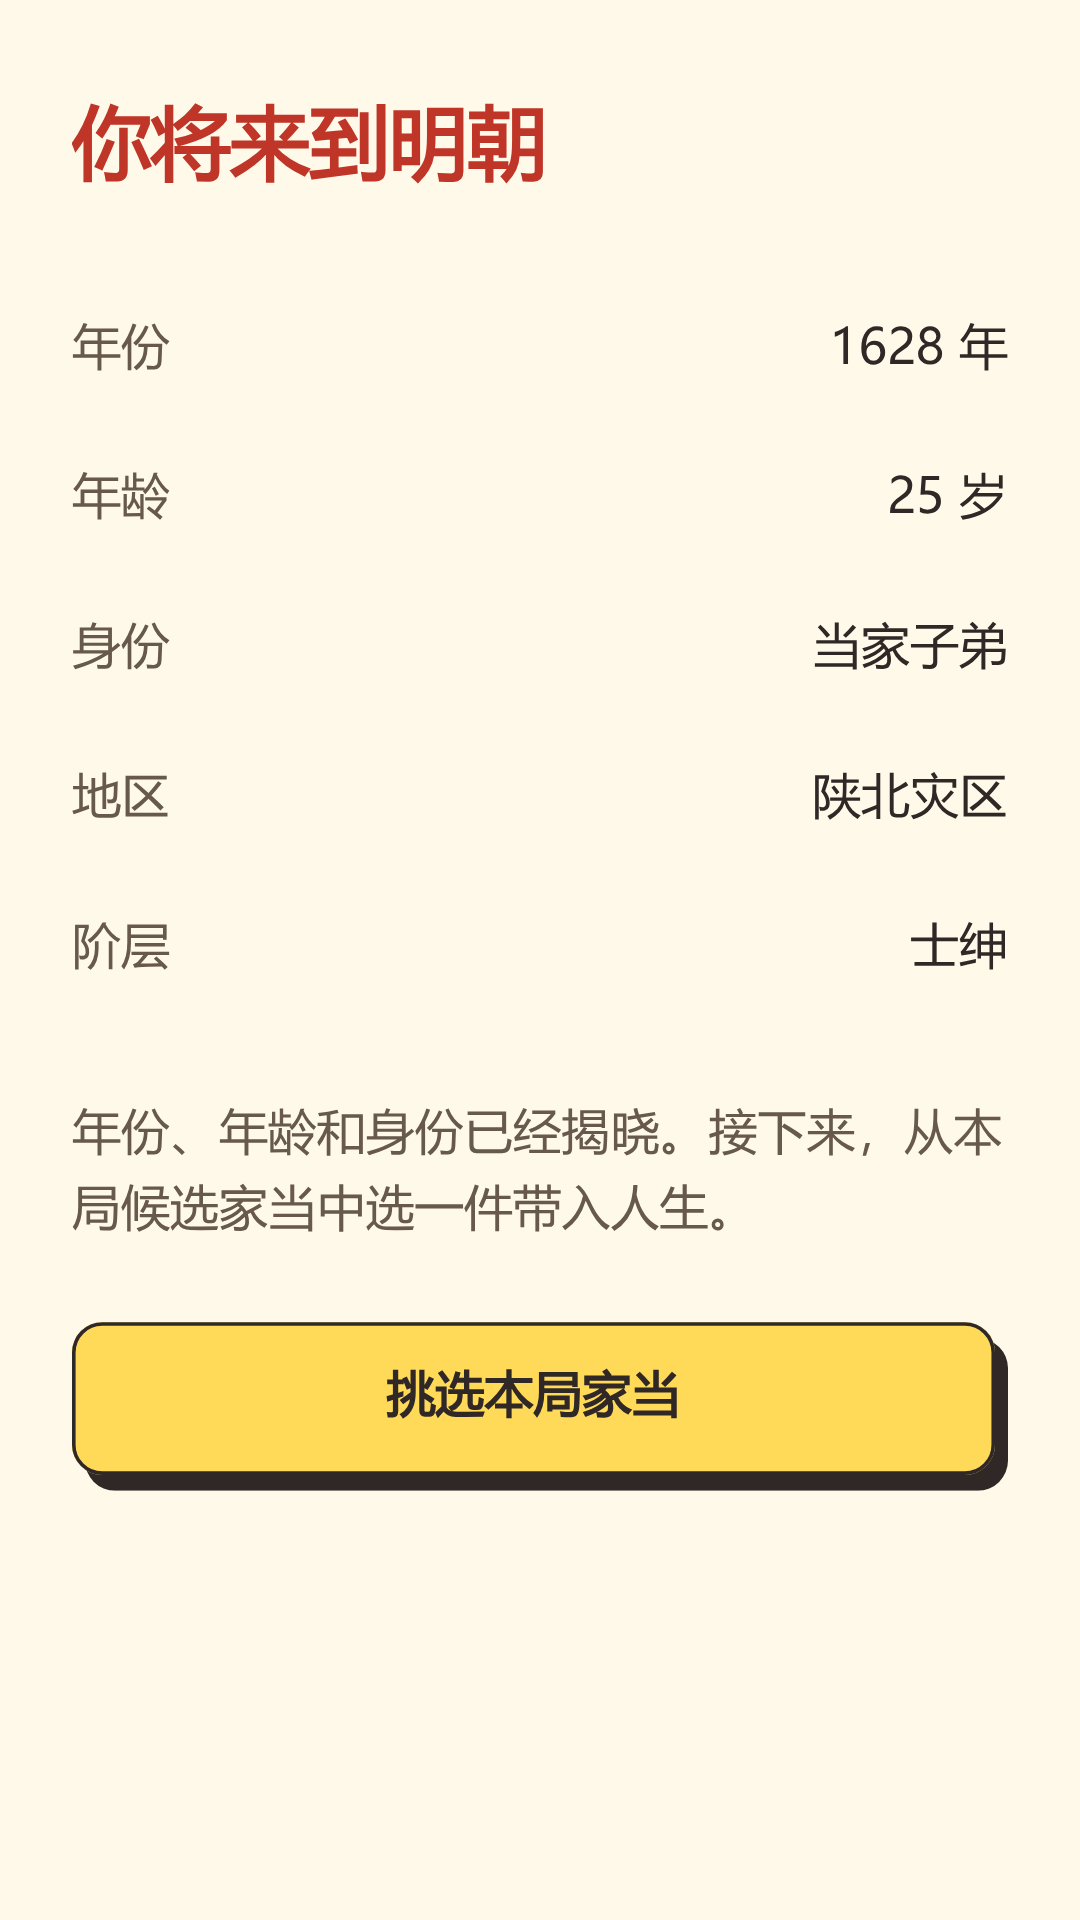 你将来到明朝
年份 1628 年
年龄 25 岁
身份 当家子弟
地区 陕北灾区
阶层 士绅
年份、年龄和身份已经揭晓。接下来，从本
局候选家当中选一件带入人生。
挑选本局家当